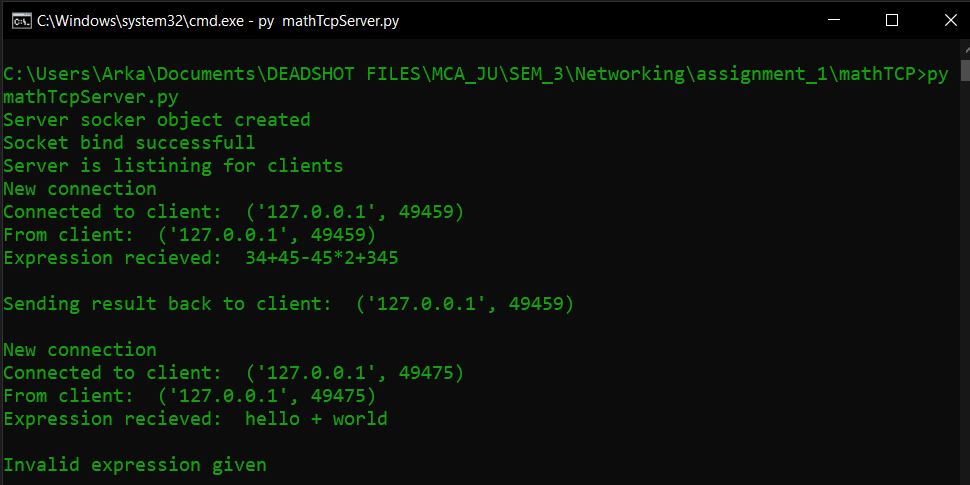 C:\Windows\system32\cmd.exe - py  mathTcpServer.py
C:\Users\Arka\Documents\DEADSHOT FILES\MCA_JU\SEM_3\Networking\assignment_1\mathTCP>py
mathTcpServer.py
Server socker object created
Socket bind successfull
Server is listining for clients
New connection
Connected to client:  ('127.0.0.1', 49459)
From client:  ('127.0.0.1', 49459)
Expression recieved:  34+45-45*2+345
Sending result back to client:  ('127.0.0.1', 49459)
New connection
Connected to client:  ('127.0.0.1', 49475)
From client:  ('127.0.0.1', 49475)
Expression recieved:  hello + world
Invalid expression given